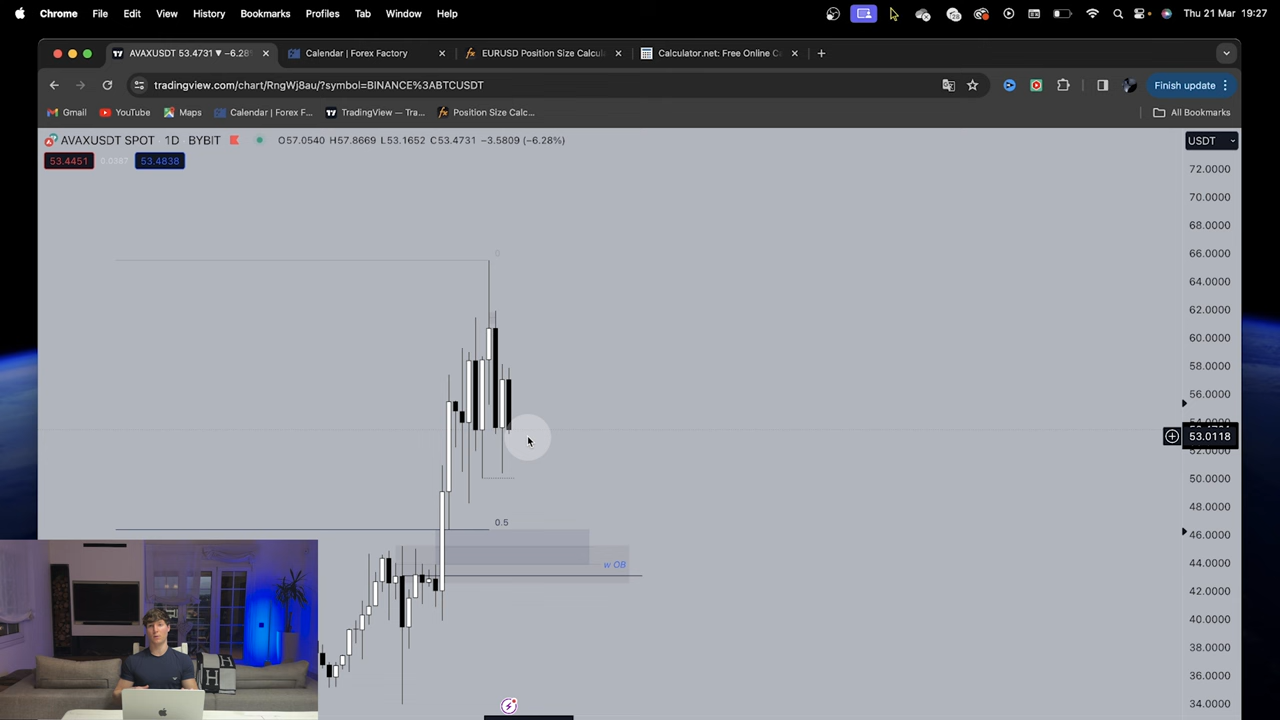 Chrome File Edit View History Bookmarks Profiles Tab Window Help 28 Thu 21 Mar 19:27
AVAXUSDT 53.4731 ▼ −6.28% Calendar | Forex Factory EURUSD Position Size Calcul Calculator.net: Free Online C
tradingview.com/chart/RngWj8au/?symbol=BINANCE%3ABTCUSDT Finish update
Gmail YouTube Maps Calendar | Forex F... TradingView — Tra... Position Size Calc... All Bookmarks
AVAXUSDT SPOT · 1D · BYBIT O57.0540 H57.8669 L53.1652 C53.4731 −3.5809 (−6.28%) USDT
53.4451 0.0387 53.4838
72.0000
70.0000
68.0000
0
66.0000
64.0000
62.0000
60.0000
58.0000
56.0000
53.0118
52.0000
50.0000
48.0000
0.5
46.0000
w OB
44.0000
42.0000
40.0000
38.0000
36.0000
34.0000
H
H